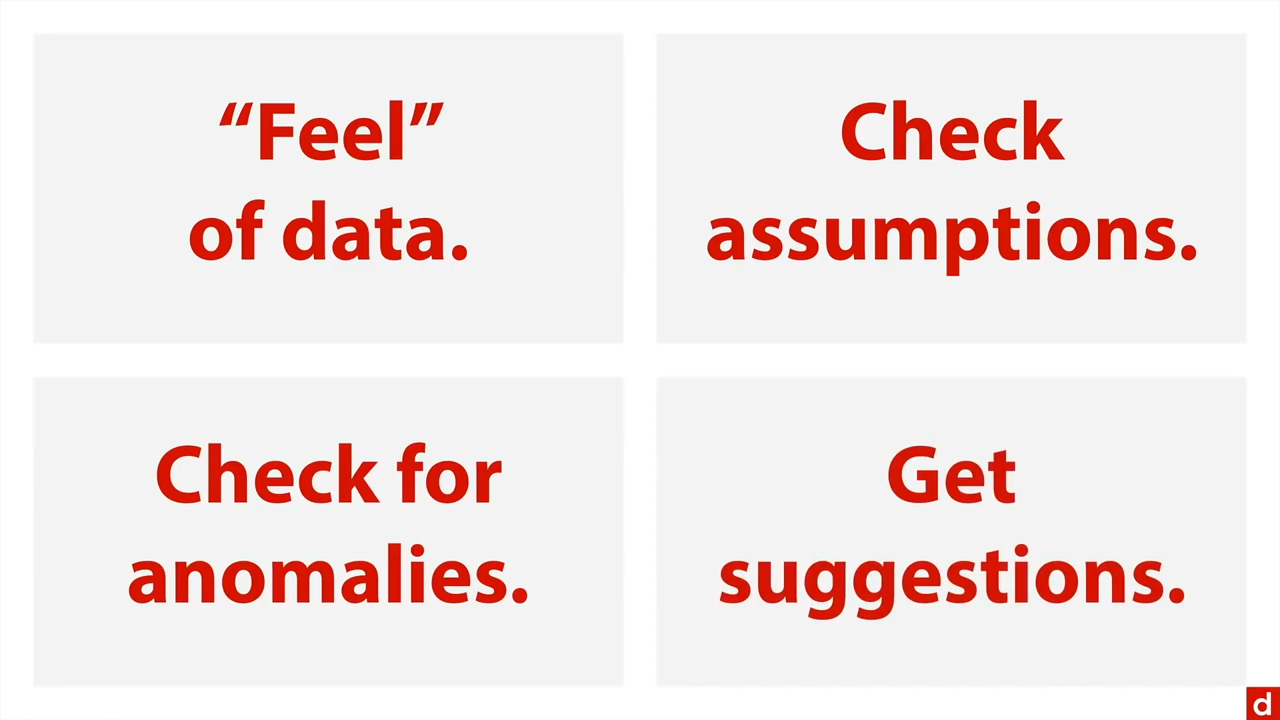 “Feel”
of data.
Check
assumptions.
Check for
anomalies.
Get
suggestions.
d